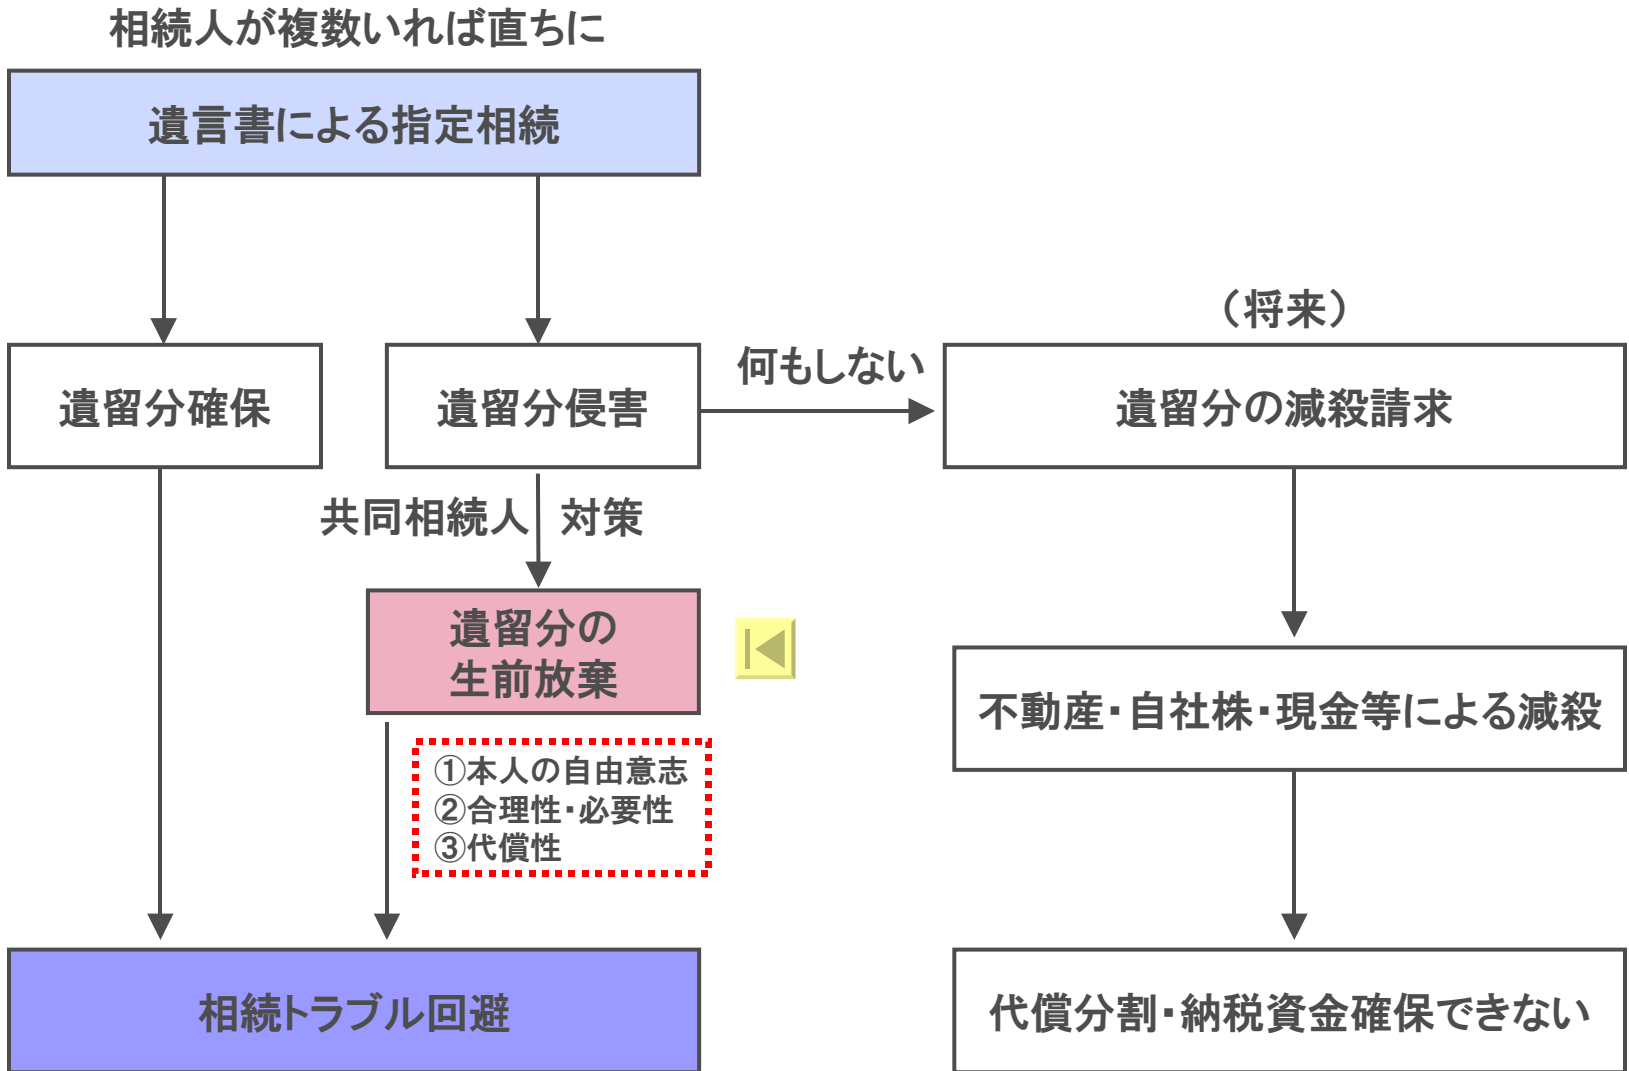 相続人が複数いれば直ちに
遺言書による指定相続
(将来)
遺留分確保
遺留分侵害
何もしない
遺留分の減殺請求
共同相続人 対策
遺留分の
生前放棄
不動産・自社株・現金等による減殺
①本人の自由意志
②合理性・必要性
③代償性
相続トラブル回避
代償分割・納税資金確保できない